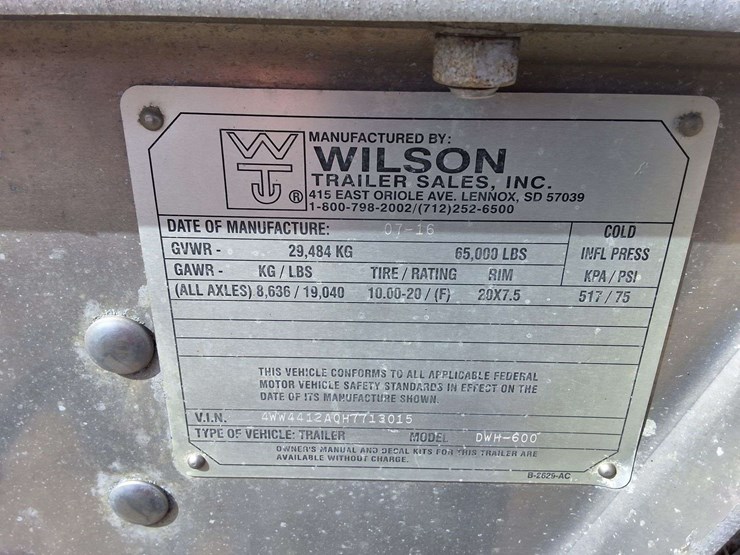 WT ®
MANUFACTURED BY:
WILSON
TRAILER SALES, INC.
415 EAST ORIOLE AVE. LENNOX, SD 57039
1-800-798-2002/(712)252-6500
DATE OF MANUFACTURE: 07-16 COLD
GVWR - 29,484 KG 65,000 LBS INFL PRESS
GAWR - KG / LBS TIRE / RATING RIM KPA / PSI
(ALL AXLES) 8,636 / 19,040 10.00-20 / (F) 20X7.5 517 / 75
THIS VEHICLE CONFORMS TO ALL APPLICABLE FEDERAL
MOTOR VEHICLE SAFETY STANDARDS IN EFFECT ON THE
DATE OF ITS MANUFACTURE SHOWN.
V.I.N. 4WW4412AQH7713015
TYPE OF VEHICLE: TRAILER MODEL DWH-600
OWNER'S MANUAL AND DECAL KITS FOR THIS TRAILER ARE
AVAILABLE WITHOUT CHARGE.
B-2629-AC